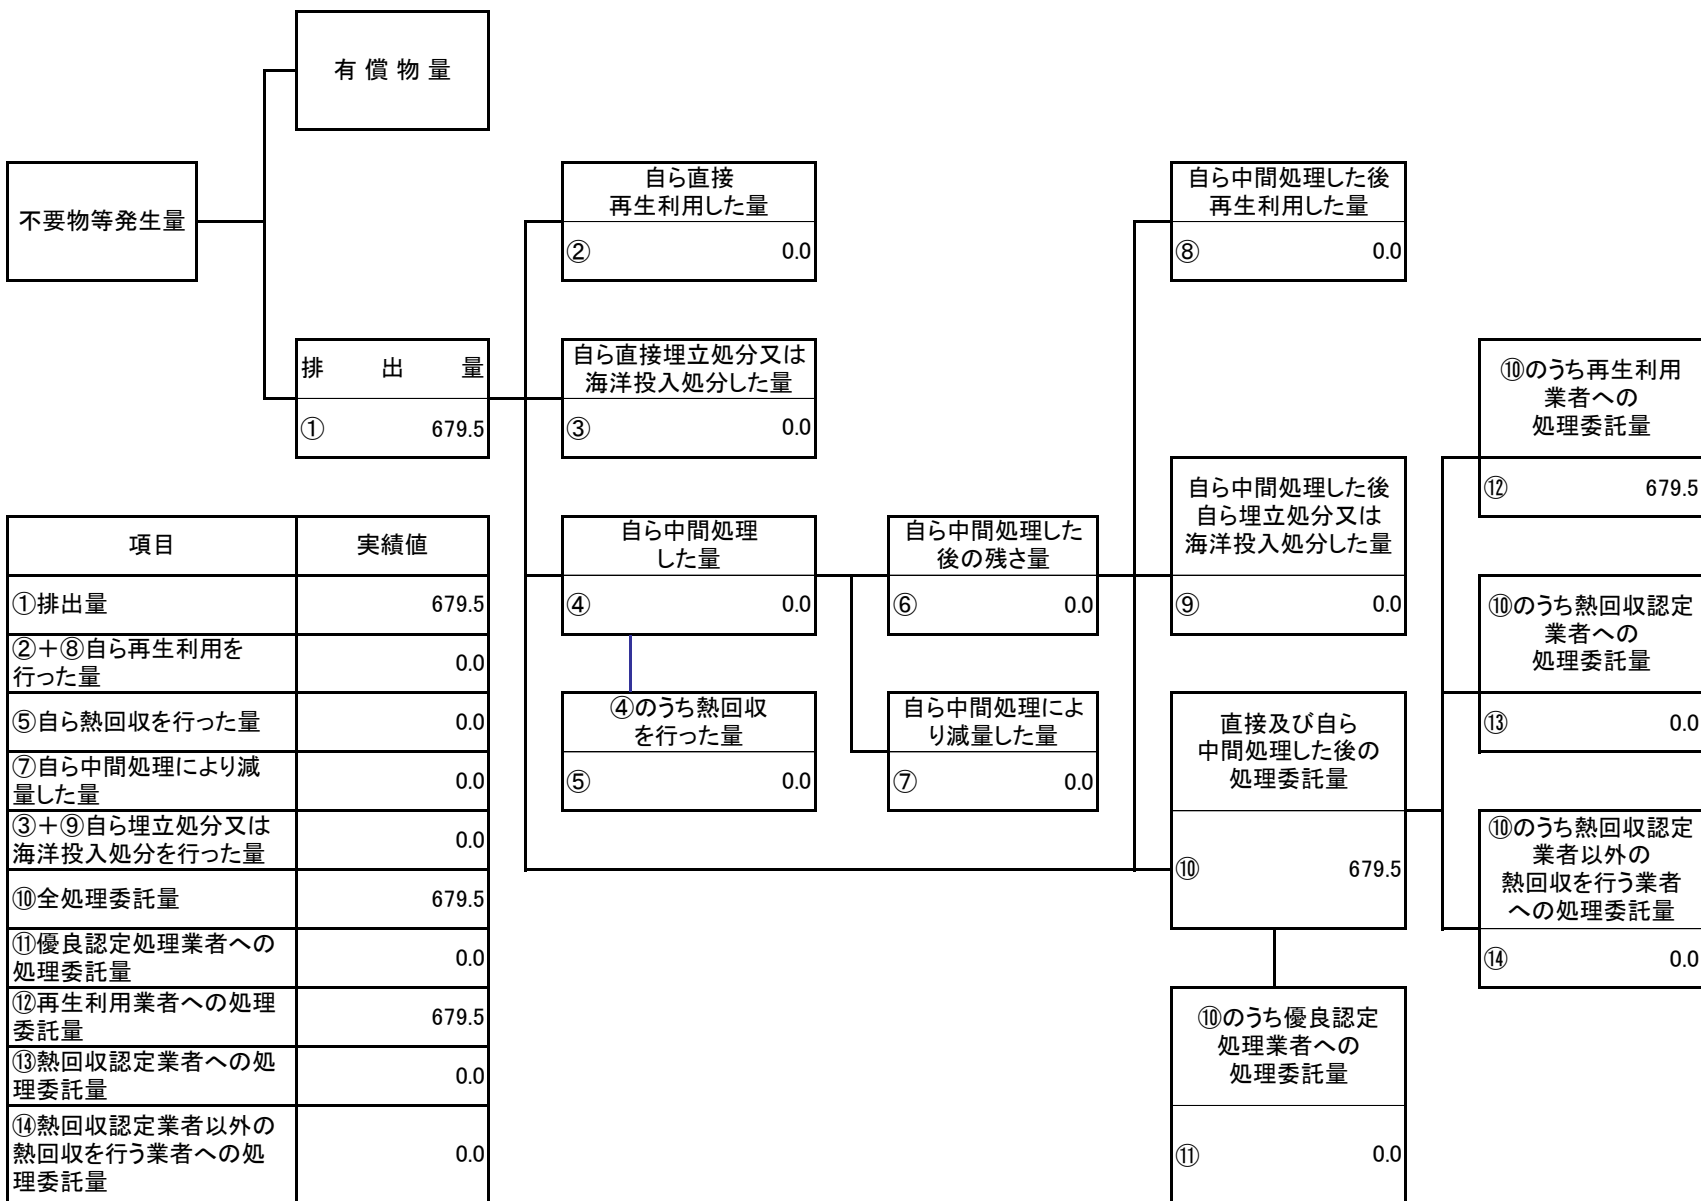 有 償 物 量
不要物等発生量
自ら直接
再生利用した量
② 0.0
自ら中間処理した後
再生利用した量
⑧ 0.0
排 出 量
① 679.5
自ら直接埋立処分又は
海洋投入処分した量
③ 0.0
⑩のうち再生利用
業者への
処理委託量
⑫ 679.5
自ら中間処理した後
自ら埋立処分又は
海洋投入処分した量
⑨ 0.0
自ら中間処理
した量
④ 0.0
自ら中間処理した
後の残さ量
⑥ 0.0
⑩のうち熱回収認定
業者への
処理委託量
⑬ 0.0
④のうち熱回収
を行った量
⑤ 0.0
自ら中間処理によ
り減量した量
⑦ 0.0
直接及び自ら
中間処理した後の
処理委託量
⑩ 679.5
⑩のうち熱回収認定
業者以外の
熱回収を行う業者
への処理委託量
⑭ 0.0
⑩のうち優良認定
処理業者への
処理委託量
⑪ 0.0
項目 実績値
①排出量 679.5
②+⑧自ら再生利用を
行った量 0.0
⑤自ら熱回収を行った量 0.0
⑦自ら中間処理により減
量した量 0.0
③+⑨自ら埋立処分又は
海洋投入処分を行った量 0.0
⑩全処理委託量 679.5
⑪優良認定処理業者への
処理委託量 0.0
⑫再生利用業者への処理
委託量 679.5
⑬熱回収認定業者への処
理委託量 0.0
⑭熱回収認定業者以外の
熱回収を行う業者への処
理委託量 0.0